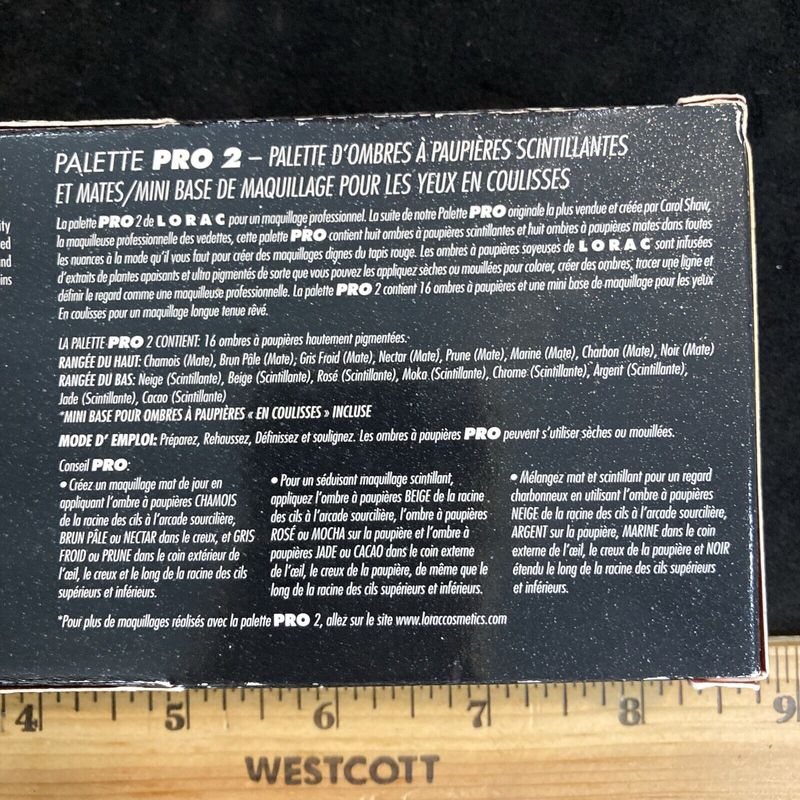 PALETTE PRO 2 – PALETTE D'OMBRES À PAUPIÈRES SCINTILLANTES
ET MATES/MINI BASE DE MAQUILLAGE POUR LES YEUX EN COULISSES
La palette PRO 2 de LORAC pour un maquillage professionnel. La suite de notre Palette PRO originale la plus vendue et créée par Carol Shaw,
la maquilleuse professionnelle des vedettes, cette palette PRO contient huit ombres à paupières scintillantes et huit ombres à paupières mates dans toutes
les nuances à la mode qu'il vous faut pour créer des maquillages dignes du tapis rouge. Les ombres à paupières soyeuses de LORAC sont infusées
d'extraits de plantes apaisants et ultra pigmentés de sorte que vous pouvez les appliquez sèches ou mouillées pour colorer, créer des ombres, tracer une ligne et
définir le regard comme une maquilleuse professionnelle. La palette PRO 2 contient 16 ombres à paupières et une mini base de maquillage pour les yeux
En coulisses pour un maquillage longue tenue rêvé.
LA PALETTE PRO 2 CONTIENT: 16 ombres à paupières hautement pigmentées.
RANGÉE DU HAUT: Chamois (Mate), Brun Pâle (Mate), Gris Froid (Mate), Nectar (Mate), Prune (Mate), Marine (Mate), Charbon (Mate), Noir (Mate)
RANGÉE DU BAS: Neige (Scintillante), Beige (Scintillante), Rosé (Scintillante), Moka (Scintillante), Chrome (Scintillante), Argent (Scintillante),
Jade (Scintillante), Cacao (Scintillante)
*MINI BASE POUR OMBRES À PAUPIÈRES « EN COULISSES » INCLUSE
MODE D' EMPLOI: Préparez, Rehaussez, Définissez et soulignez. Les ombres à paupières PRO peuvent s'utiliser sèches ou mouillées.
Conseil PRO:
• Créez un maquillage mat de jour en
appliquant l'ombre à paupières CHAMOIS
de la racine des cils à l'arcade sourcilière,
BRUN PÂLE ou NECTAR dans le creux, et GRIS
FROID ou PRUNE dans le coin extérieur de
l'œil, le creux et le long de la racine des cils
supérieurs et inférieurs.
• Pour un séduisant maquillage scintillant,
appliquez l'ombre à paupières BEIGE de la racine
des cils à l'arcade sourcilière, l'ombre à paupières
ROSÉ ou MOCHA sur la paupière et l'ombre à
paupières JADE ou CACAO dans le coin externe
de l'œil, le creux de la paupière, de même que le
long de la racine des cils supérieurs et inférieurs.
• Mélangez mat et scintillant pour un regard
charbonneux en utilisant l'ombre à paupières
NEIGE de la racine des cils à l'arcade sourcilière,
ARGENT sur la paupière, MARINE dans le coin
externe de l'œil, le creux de la paupière et NOIR
étendu le long de la racine des cils supérieurs
et inférieurs.
*Pour plus de maquillages réalisés avec la palette PRO 2, allez sur le site www.loraccosmetics.com
4 5 6 7 8 9
WESTCOTT